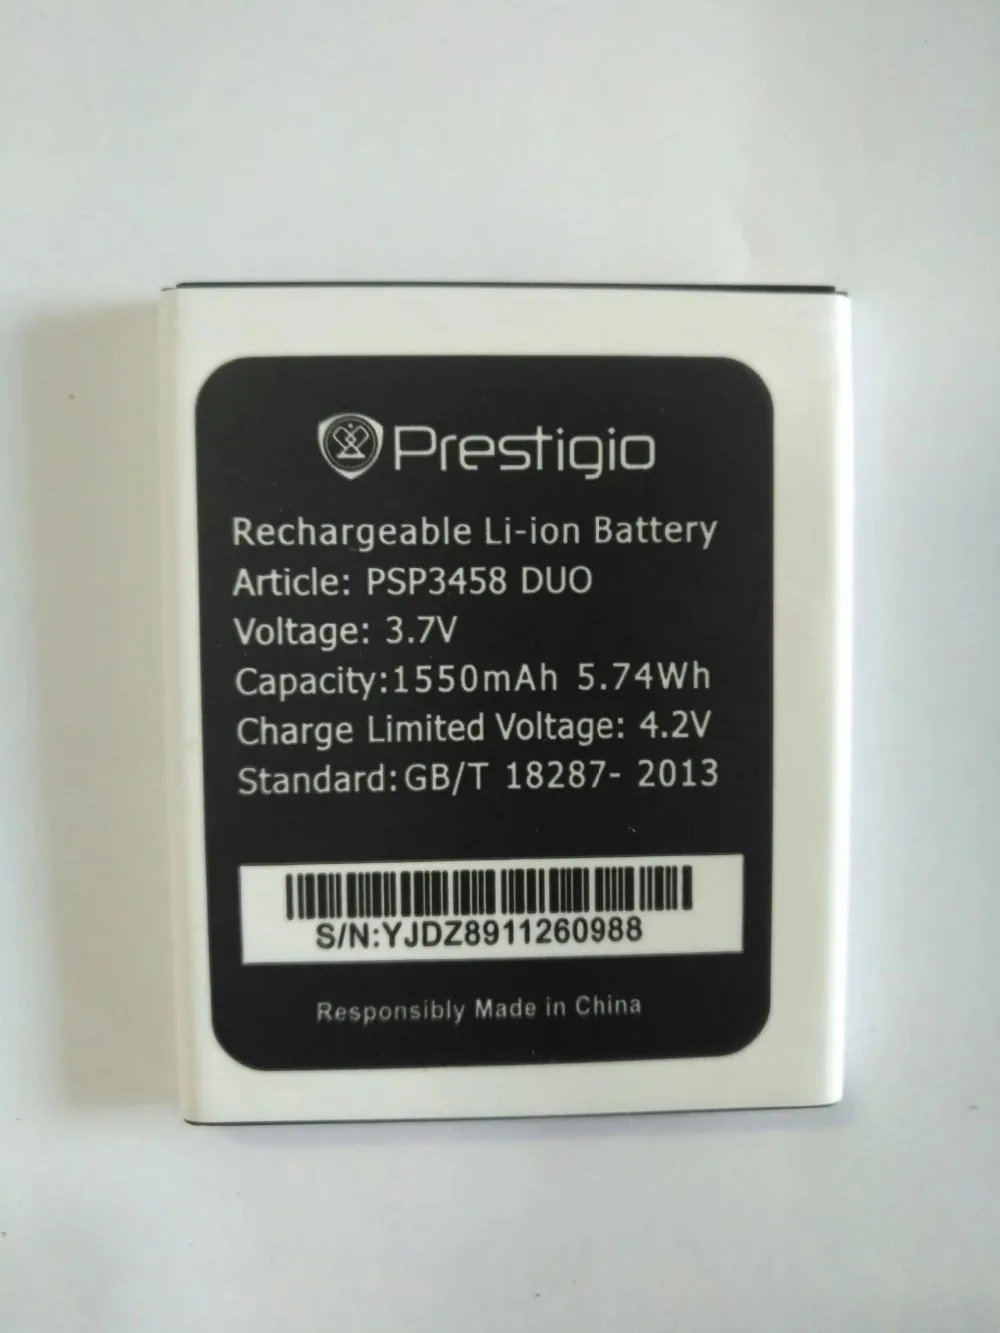 Prestigio
Rechargeable Li-ion Battery
Article: PSP3458 DUO
Voltage: 3.7V
Capacity:1550mAh 5.74Wh
Charge Limited Voltage: 4.2V
Standard:GB/T 18287- 2013
S/N:YJDZ8911260988
Responsibly Made in China